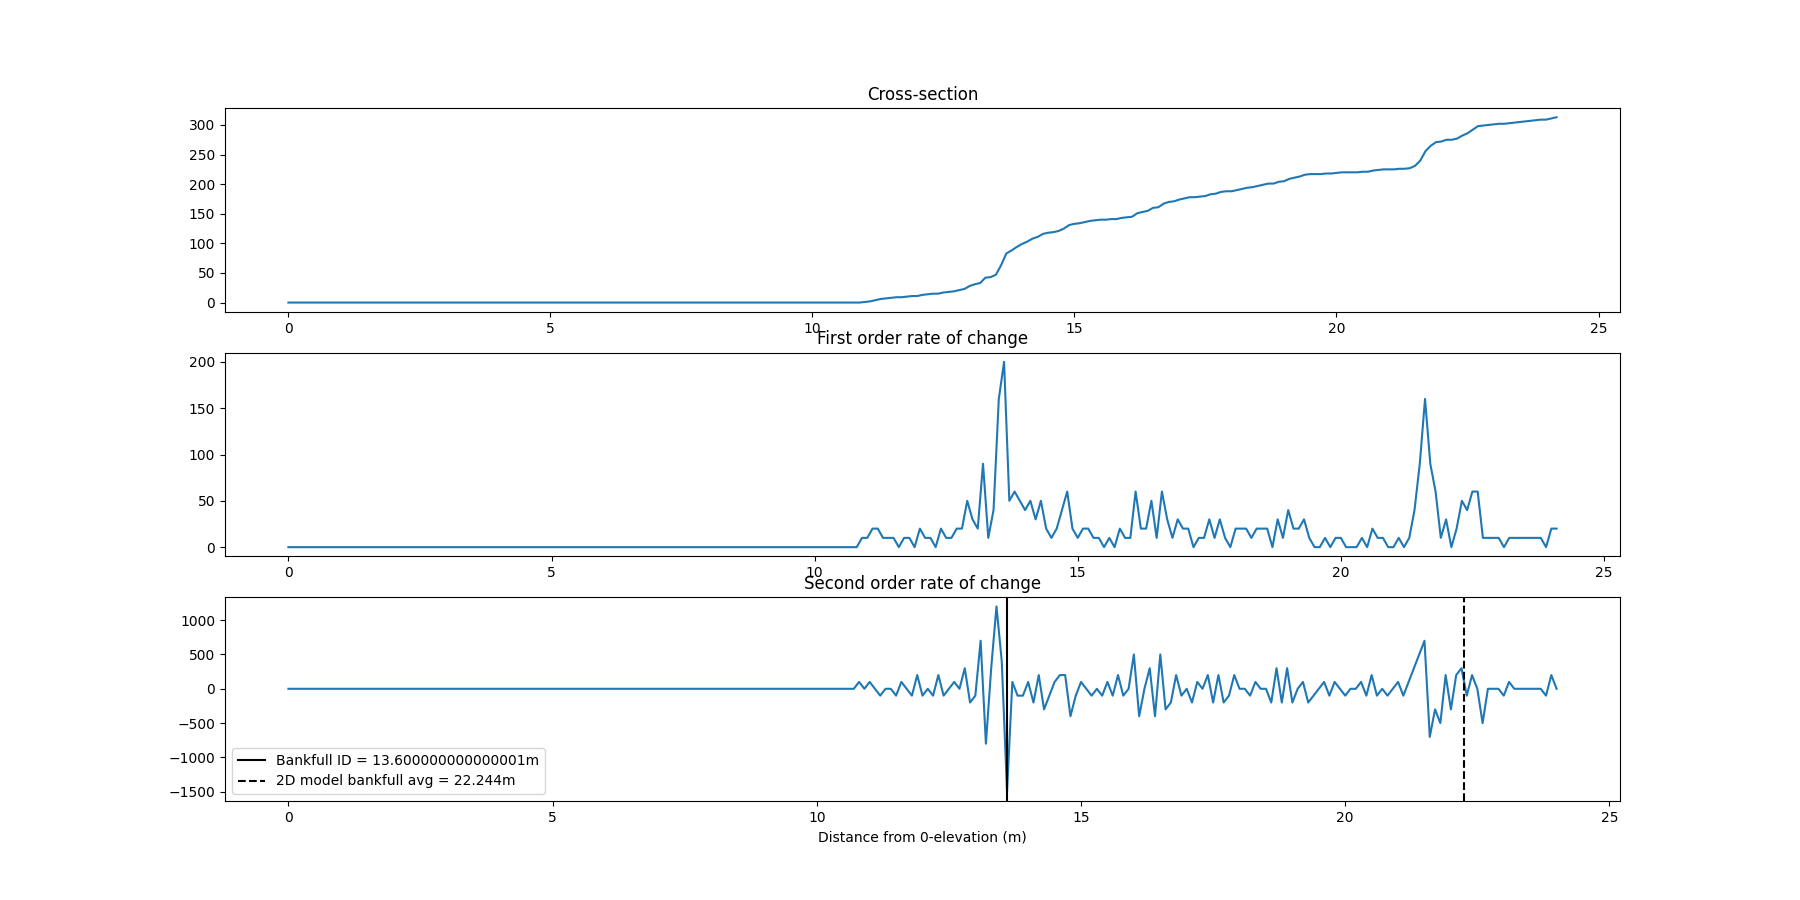 Cross-section
300
250
200
150
100
50
0
0 5 10 15 20 25
First order rate of change
200
150
100
50
0
0 5 10 15 20 25
Second order rate of change
1000
500
0
−500
−1000
−1500
Bankfull ID = 13.600000000000001m
2D model bankfull avg = 22.244m
0 5 10 15 20 25
Distance from 0-elevation (m)